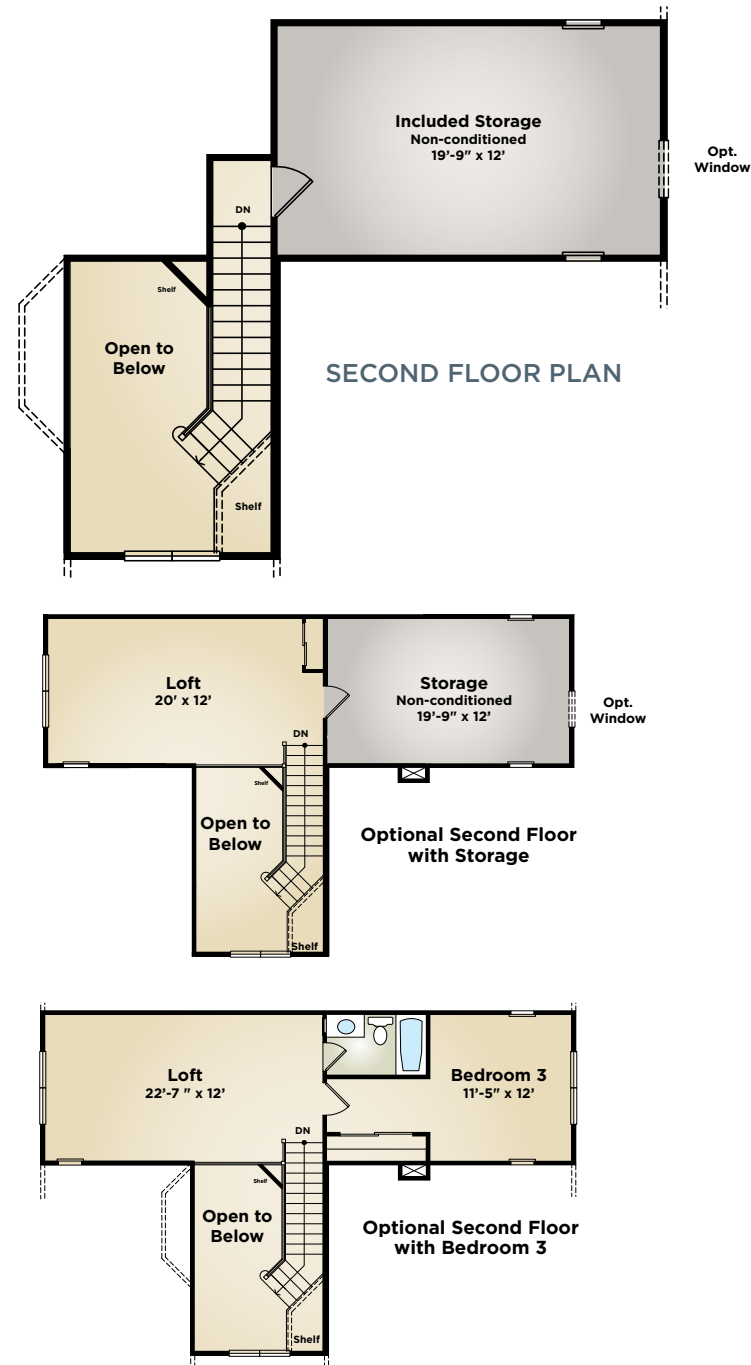 Included Storage
Non-conditioned
19’-9” x 12’
Opt.
Window
DN
Shelf
Open to
Below
SECOND FLOOR PLAN
Shelf
Loft
20’ x 12’
Storage
Non-conditioned
19’-9” x 12’
Opt.
Window
DN
Shelf
Open to
Below
Optional Second Floor
with Storage
Shelf
Loft
22’-7 ” x 12’
Bedroom 3
11’-5” x 12’
DN
Shelf
Open to
Below
Optional Second Floor
with Bedroom 3
Shelf